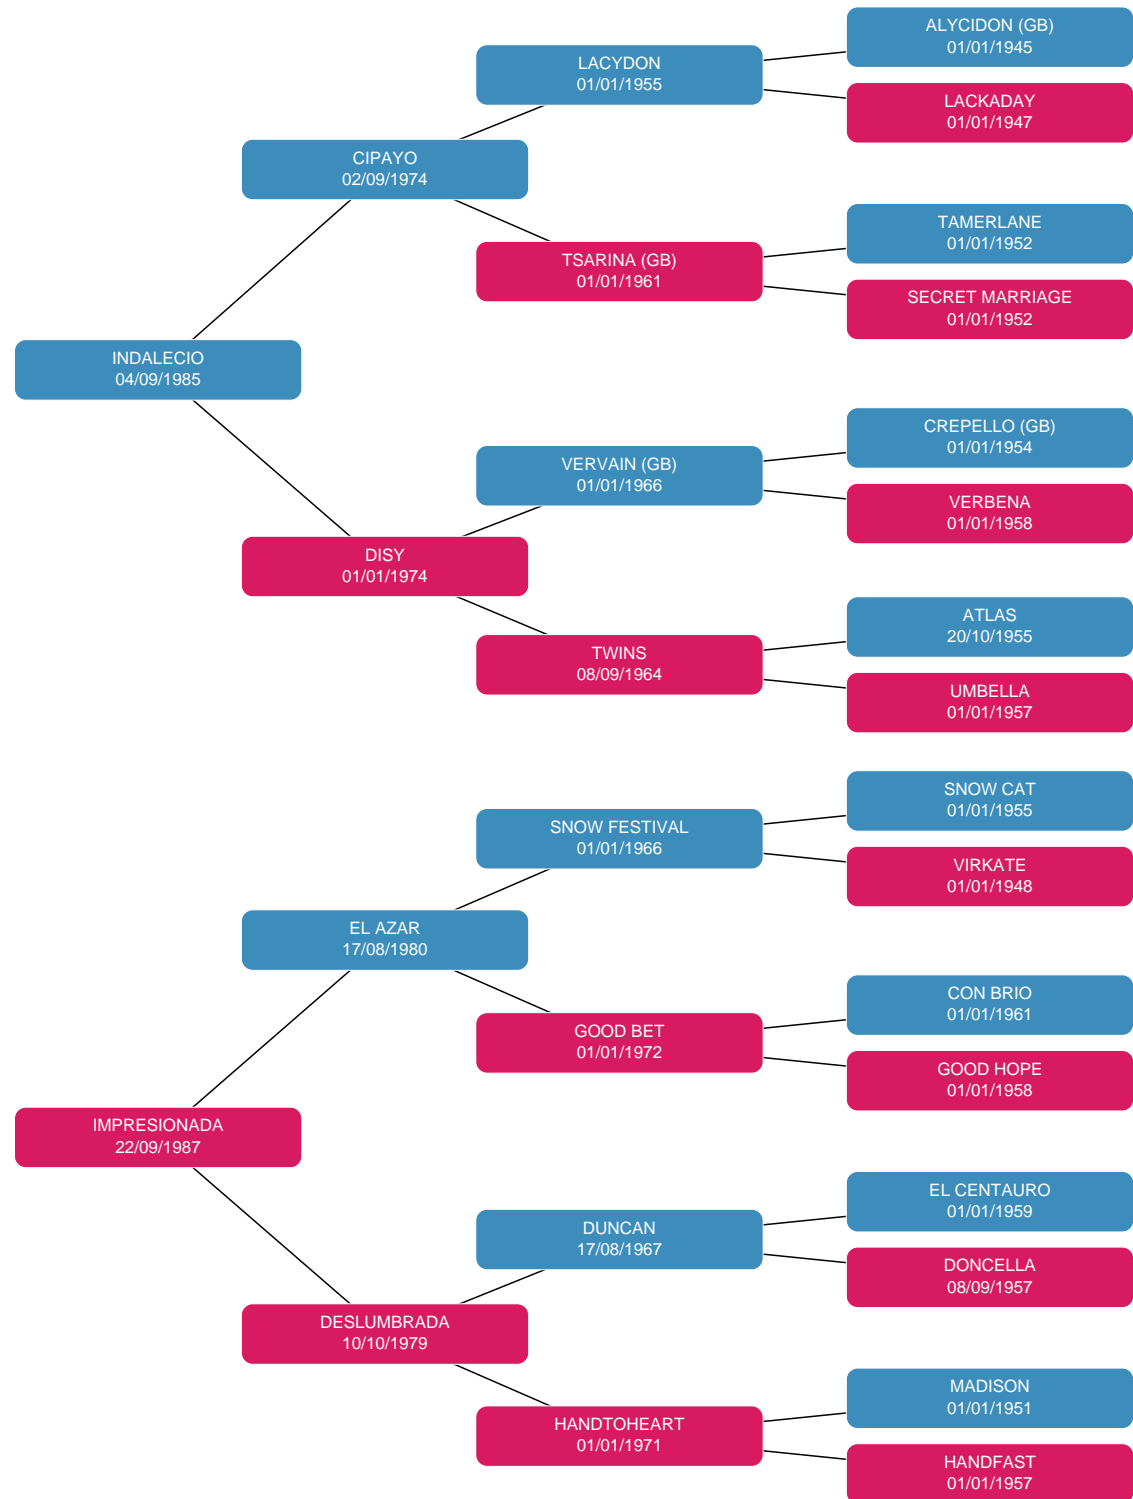 ALYCIDON (GB)
01/01/1945
LACYDON
01/01/1955
LACKADAY
01/01/1947
CIPAYO
02/09/1974
TAMERLANE
01/01/1952
TSARINA (GB)
01/01/1961
SECRET MARRIAGE
01/01/1952
INDALECIO
04/09/1985
CREPELLO (GB)
01/01/1954
VERVAIN (GB)
01/01/1966
VERBENA
01/01/1958
DISY
01/01/1974
ATLAS
20/10/1955
TWINS
08/09/1964
UMBELLA
01/01/1957
SNOW CAT
01/01/1955
SNOW FESTIVAL
01/01/1966
VIRKATE
01/01/1948
EL AZAR
17/08/1980
CON BRIO
01/01/1961
GOOD BET
01/01/1972
GOOD HOPE
01/01/1958
IMPRESIONADA
22/09/1987
EL CENTAURO
01/01/1959
DUNCAN
17/08/1967
DONCELLA
08/09/1957
DESLUMBRADA
10/10/1979
MADISON
01/01/1951
HANDTOHEART
01/01/1971
HANDFAST
01/01/1957